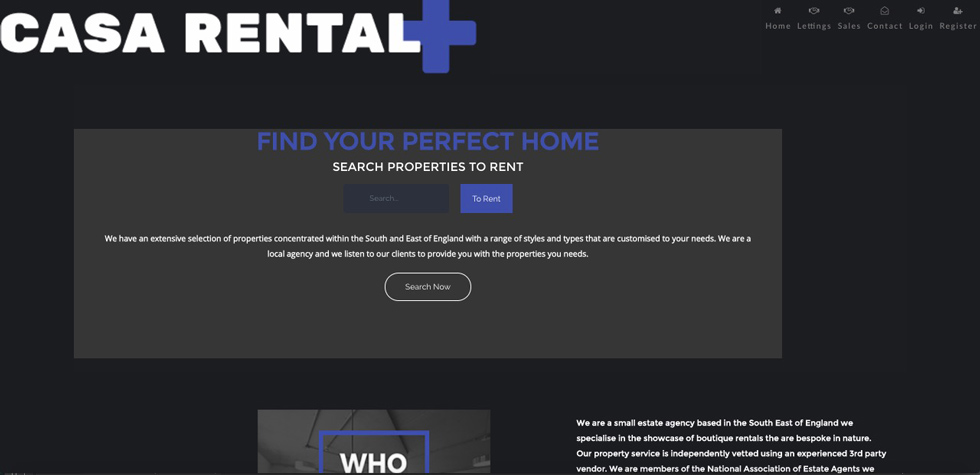 CASA RENTAL
Home Lettings Sales Contact Login Register
FIND YOUR PERFECT HOME
SEARCH PROPERTIES TO RENT
Search... To Rent
We have an extensive selection of properties concentrated within the South and East of England with a range of styles and types that are customised to your needs. We are a
local agency and we listen to our clients to provide you with the properties you needs.
Search Now
WHO
We are a small estate agency based in the South East of England we
specialise in the showcase of boutique rentals the are bespoke in nature.
Our property service is independently vetted using an experienced 3rd party
vendor. We are members of the National Association of Estate Agents we